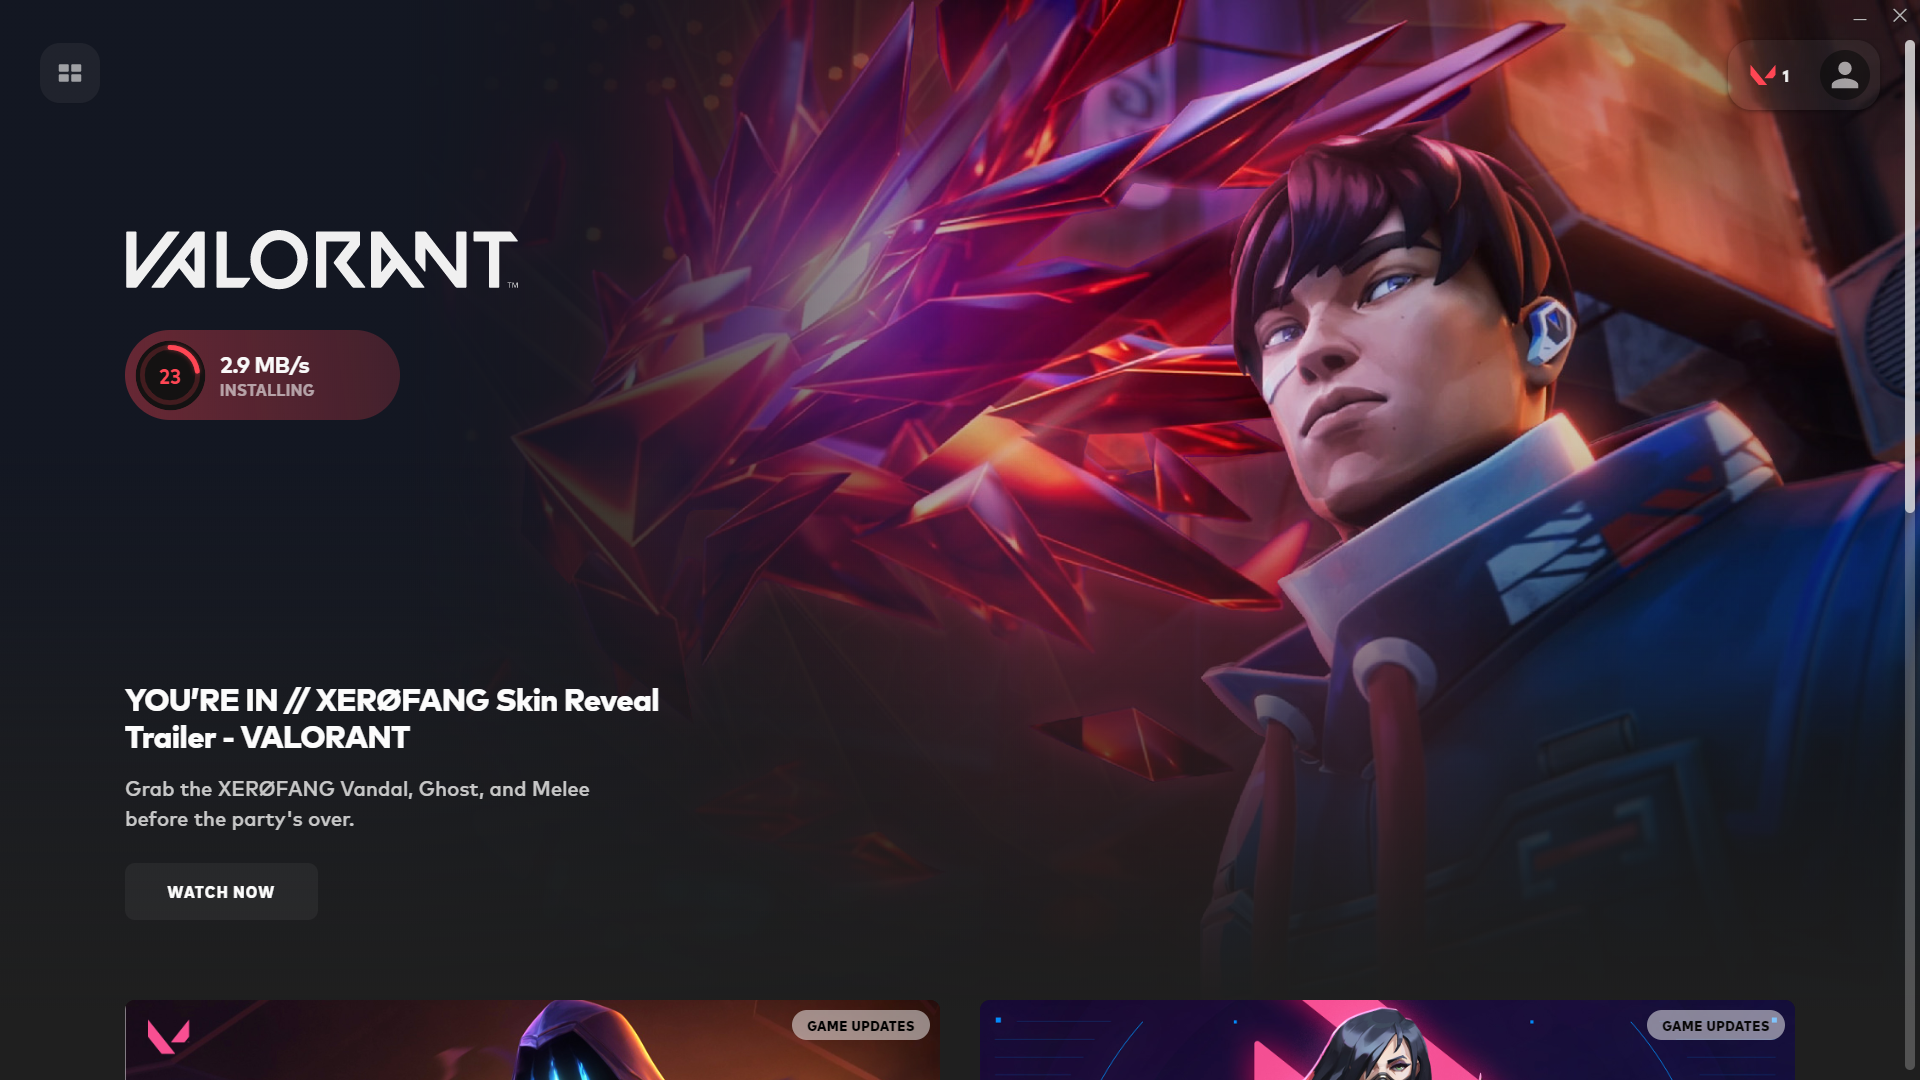 1
VALORANT™
23
2.9 MB/s
INSTALLING
YOU'RE IN // XERØFANG Skin Reveal
Trailer - VALORANT
Grab the XERØFANG Vandal, Ghost, and Melee
before the party's over.
WATCH NOW
GAME UPDATES
GAME UPDATES